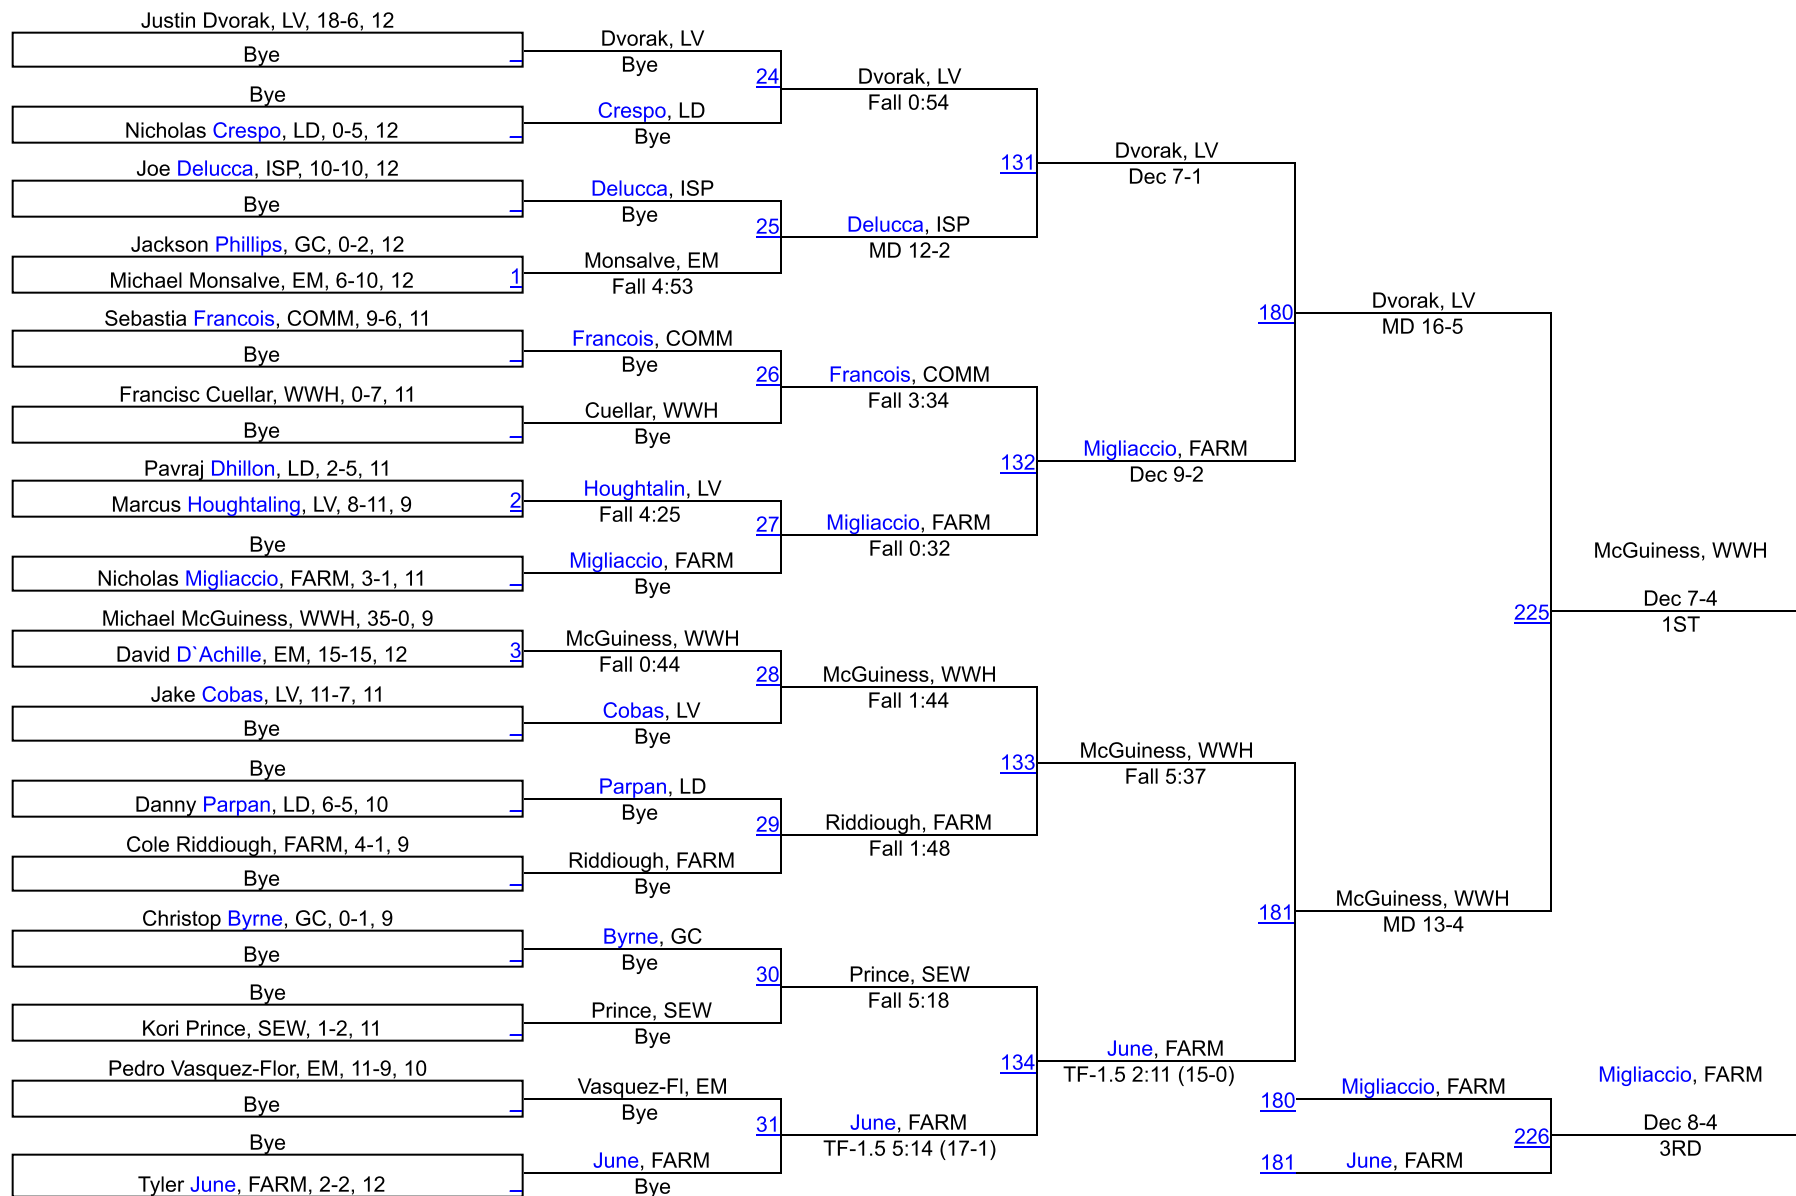 Justin Dvorak, LV, 18-6, 12
Bye
Bye
Nicholas Crespo, LD, 0-5, 12
Joe Delucca, ISP, 10-10, 12
Bye
Jackson Phillips, GC, 0-2, 12
Michael Monsalve, EM, 6-10, 12
1
Sebastia Francois, COMM, 9-6, 11
Bye
Francisc Cuellar, WWH, 0-7, 11
Bye
Pavraj Dhillon, LD, 2-5, 11
Marcus Houghtaling, LV, 8-11, 9
2
Bye
Nicholas Migliaccio, FARM, 3-1, 11
Michael McGuiness, WWH, 35-0, 9
David D`Achille, EM, 15-15, 12
3
Jake Cobas, LV, 11-7, 11
Bye
Bye
Danny Parpan, LD, 6-5, 10
Cole Riddiough, FARM, 4-1, 9
Bye
Christop Byrne, GC, 0-1, 9
Bye
Bye
Kori Prince, SEW, 1-2, 11
Pedro Vasquez-Flor, EM, 11-9, 10
Bye
Bye
Tyler June, FARM, 2-2, 12
Dvorak, LV
Bye
24
Crespo, LD
Bye
Delucca, ISP
Bye
25
Monsalve, EM
Fall 4:53
Francois, COMM
Bye
26
Cuellar, WWH
Bye
Houghtalin, LV
Fall 4:25
27
Migliaccio, FARM
Bye
McGuiness, WWH
Fall 0:44
28
Cobas, LV
Bye
Parpan, LD
Bye
29
Riddiough, FARM
Bye
Byrne, GC
Bye
30
Prince, SEW
Bye
Vasquez-Fl, EM
Bye
31
June, FARM
Bye
Dvorak, LV
Fall 0:54
131
Delucca, ISP
MD 12-2
Francois, COMM
Fall 3:34
132
Migliaccio, FARM
Fall 0:32
McGuiness, WWH
Fall 1:44
133
Riddiough, FARM
Fall 1:48
Prince, SEW
Fall 5:18
134
June, FARM
TF-1.5 5:14 (17-1)
Dvorak, LV
Dec 7-1
180
Migliaccio, FARM
Dec 9-2
McGuiness, WWH
Fall 5:37
181
June, FARM
TF-1.5 2:11 (15-0)
Dvorak, LV
MD 16-5
225
McGuiness, WWH
MD 13-4
McGuiness, WWH
Dec 7-4
1ST
180
Migliaccio, FARM
226
181
June, FARM
Migliaccio, FARM
Dec 8-4
3RD